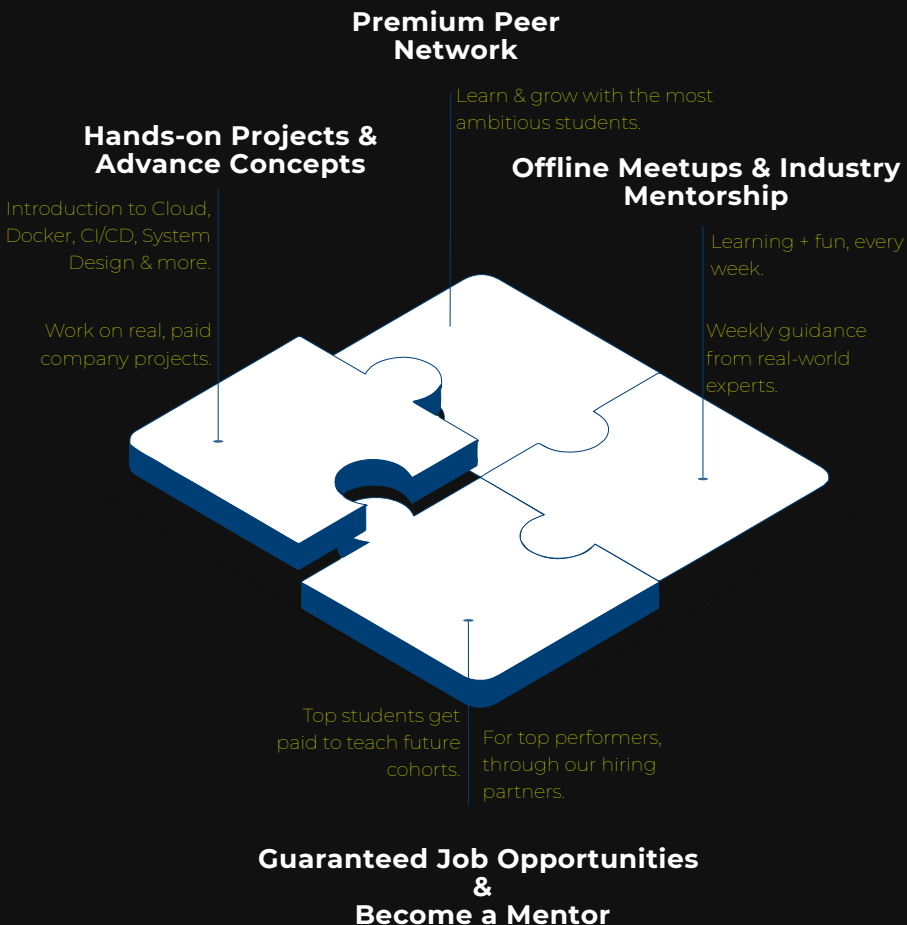 Premium Peer
Network
Learn & grow with the most
ambitious students.
Hands-on Projects &
Advance Concepts
Introduction to Cloud,
Docker, CI/CD, System
Design & more.
Work on real, paid
company projects.
Offline Meetups & Industry
Mentorship
Learning + fun, every
week.
Weekly guidance
from real-world
experts.
Top students get
paid to teach future
cohorts.
For top performers,
through our hiring
partners.
Guaranteed Job Opportunities
&
Become a Mentor